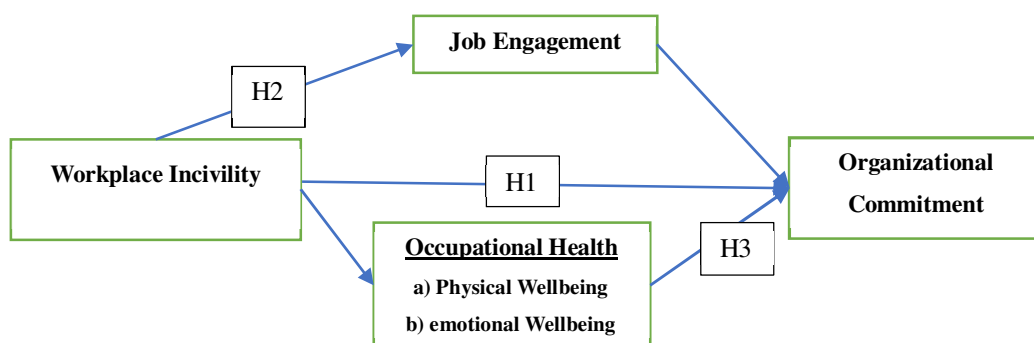 Job Engagement
H2
Workplace Incivility
H1
Organizational
Commitment
Occupational Health
a) Physical Wellbeing
b) emotional Wellbeing
H3